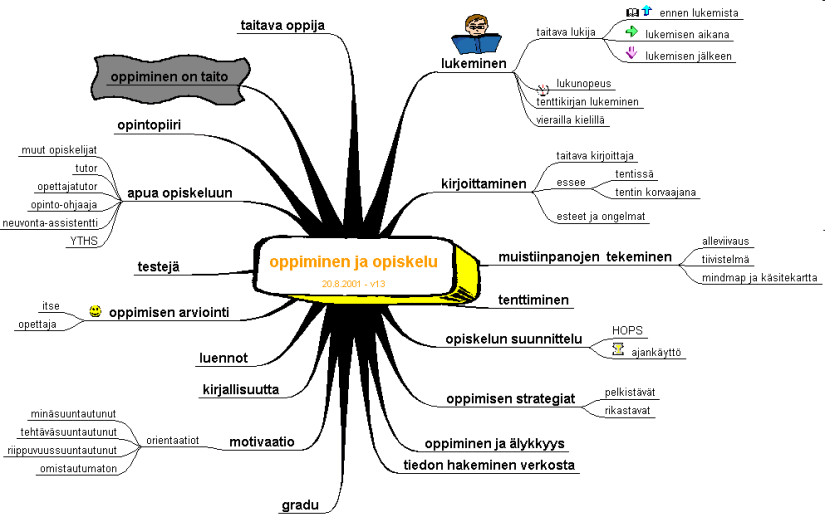 oppiminen ja opiskelu
20.8.2001 - v13
taitava oppija
oppiminen on taito
opintopiiri
apua opiskeluun
muut opiskelijat
tutor
opettajatutor
opinto-ohjaaja
neuvonta-assistentti
YTHS
testejä
oppimisen arviointi
itse
opettaja
luennot
kirjallisuutta
motivaatio
orientaatiot
minäsuuntautunut
tehtäväsuuntautunut
riippuvuussuuntautunut
omistautumaton
gradu
lukeminen
taitava lukija
ennen lukemista
lukemisen aikana
lukemisen jälkeen
lukunopeus
tenttikirjan lukeminen
vierailla kielillä
kirjoittaminen
taitava kirjoittaja
essee
tentissä
tentin korvaajana
esteet ja ongelmat
muistiinpanojen tekeminen
alleviivaus
tiivistelmä
mindmap ja käsitekartta
tenttiminen
opiskelun suunnittelu
HOPS
ajankäyttö
oppimisen strategiat
pelkistävät
rikastavat
oppiminen ja älykkyys
tiedon hakeminen verkosta